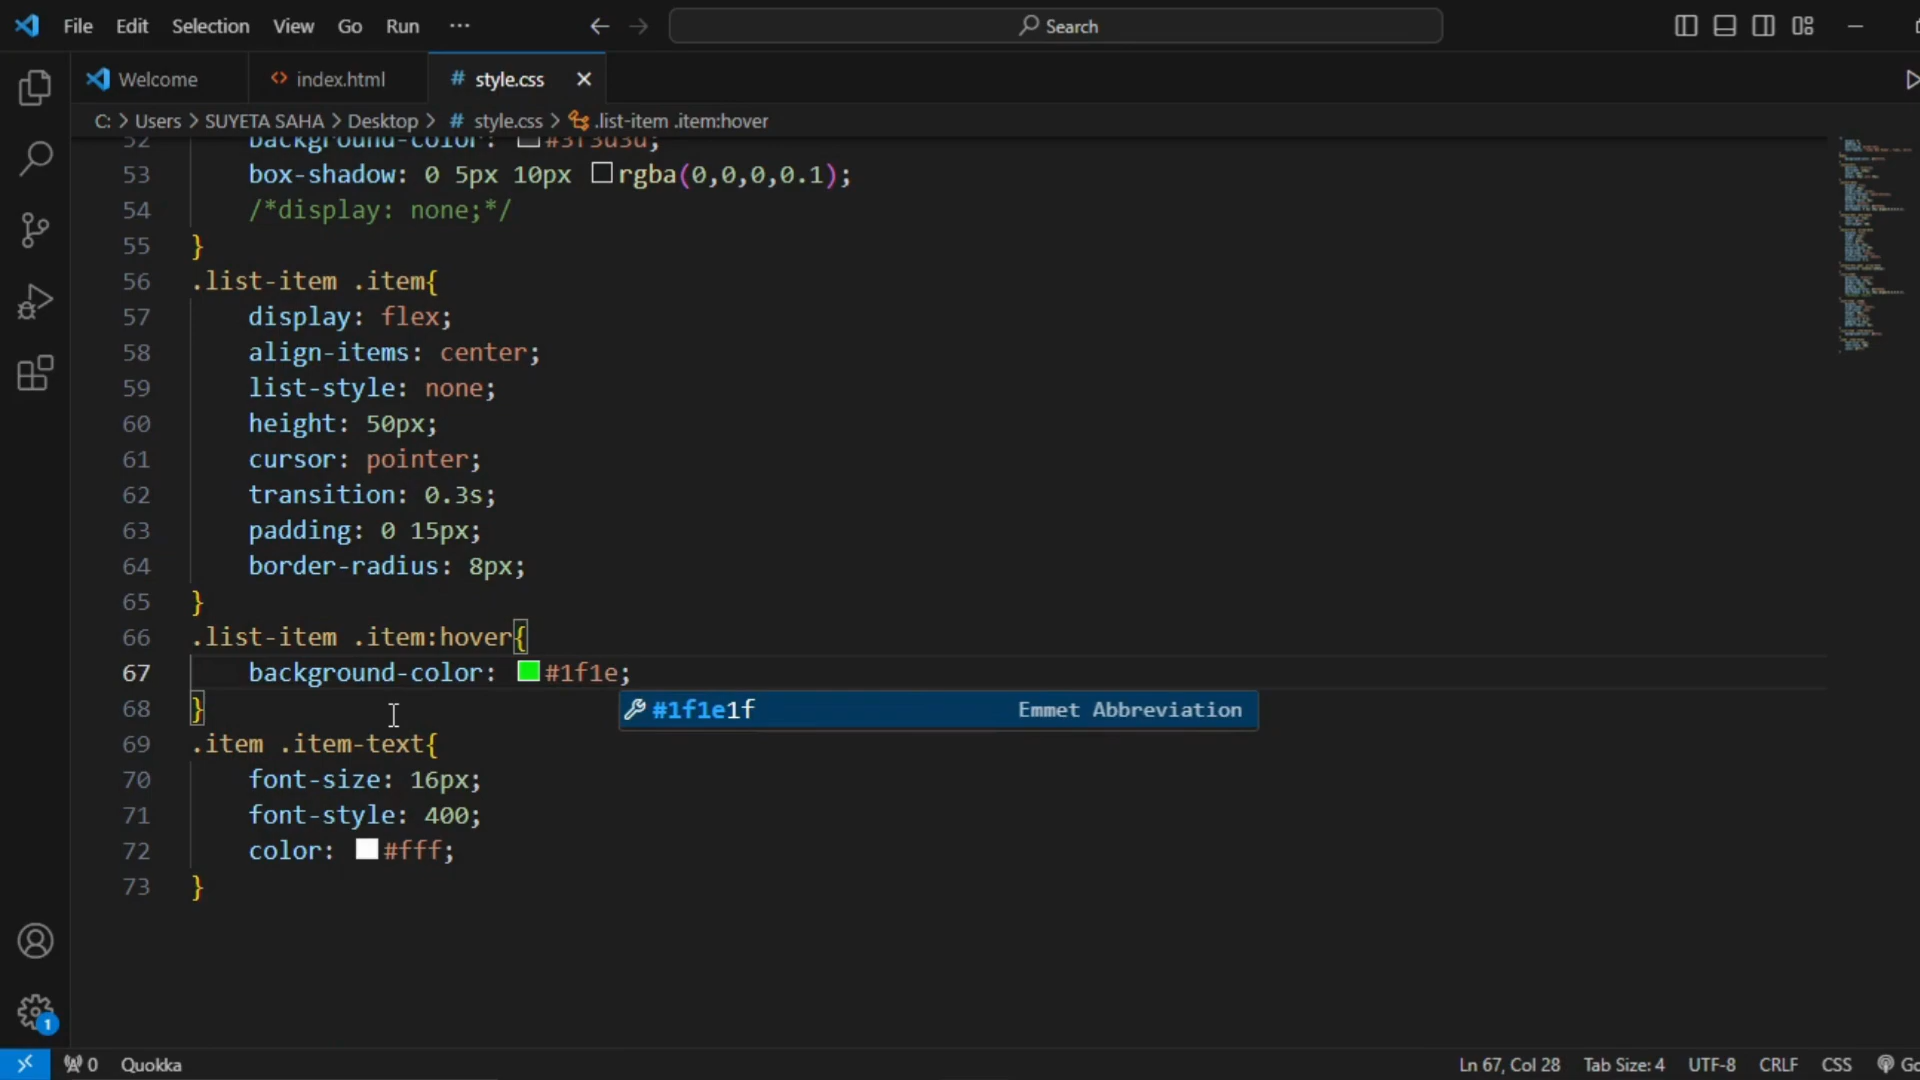 File Edit Selection View Go Run ··· Search
Welcome index.html # style.css
C: > Users > SUYETA SAHA > Desktop > # style.css > .list-item .item:hover
52 background-color: #3f3d3d;
53 box-shadow: 0 5px 10px rgba(0,0,0,0.1);
54 /*display: none;*/
55 }
56 .list-item .item{
57 display: flex;
58 align-items: center;
59 list-style: none;
60 height: 50px;
61 cursor: pointer;
62 transition: 0.3s;
63 padding: 0 15px;
64 border-radius: 8px;
65 }
66 .list-item .item:hover{
67 background-color: #1f1e;
68 }
#1f1e1f Emmet Abbreviation
69 .item .item-text{
70 font-size: 16px;
71 font-style: 400;
72 color: #fff;
73 }
1
0 Quokka Ln 67, Col 28 Tab Size: 4 UTF-8 CRLF CSS Go